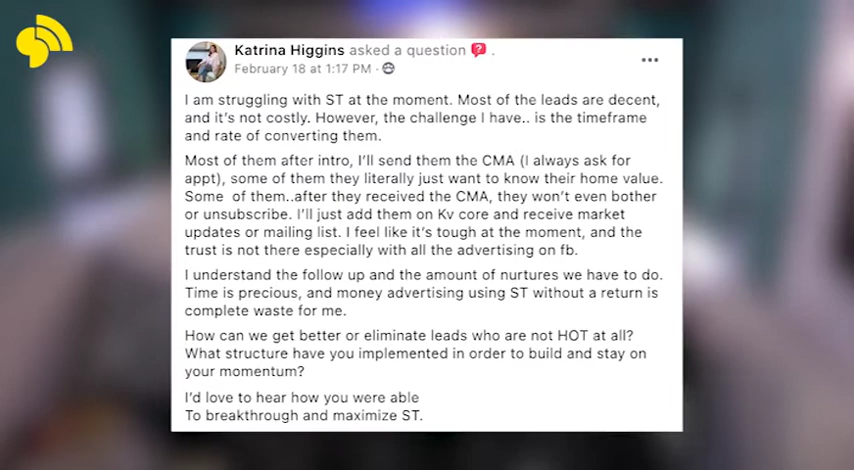 Katrina Higgins asked a question .
February 18 at 1:17 PM ·
I am struggling with ST at the moment. Most of the leads are decent,
and it's not costly. However, the challenge I have.. is the timeframe
and rate of converting them.
Most of them after intro, I'll send them the CMA (I always ask for
appt), some of them they literally just want to know their home value.
Some of them..after they received the CMA, they won't even bother
or unsubscribe. I'll just add them on Kv core and receive market
updates or mailing list. I feel like it's tough at the moment, and the
trust is not there especially with all the advertising on fb.
I understand the follow up and the amount of nurtures we have to do.
Time is precious, and money advertising using ST without a return is
complete waste for me.
How can we get better or eliminate leads who are not HOT at all?
What structure have you implemented in order to build and stay on
your momentum?
I'd love to hear how you were able
To breakthrough and maximize ST.